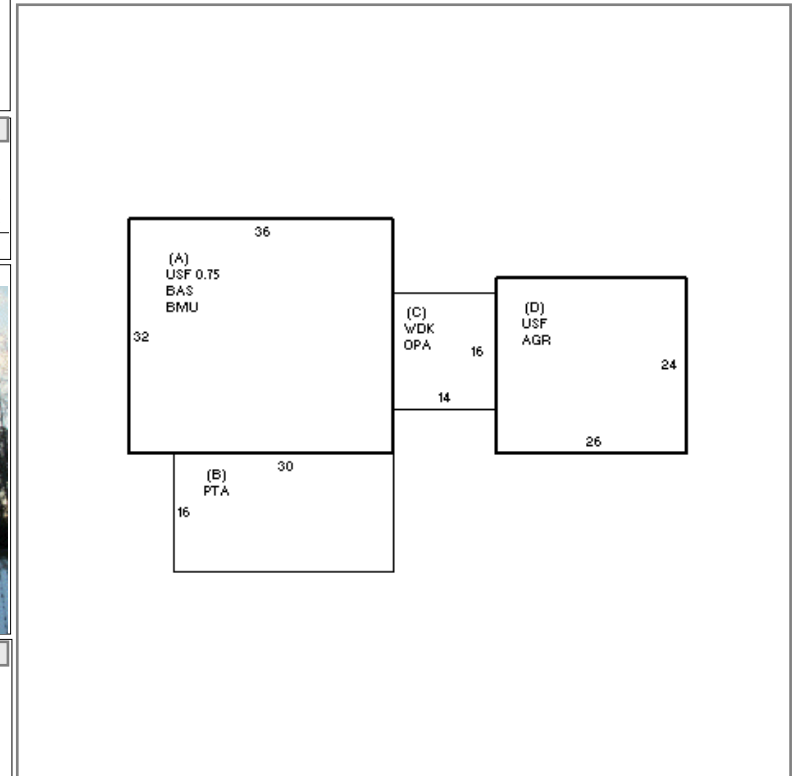 36
(A)
USF 0.75
BAS
BMU
32
(C)
WDK
OPA
16
14
(D)
USF
AGR
24
26
30
(B)
PTA
16